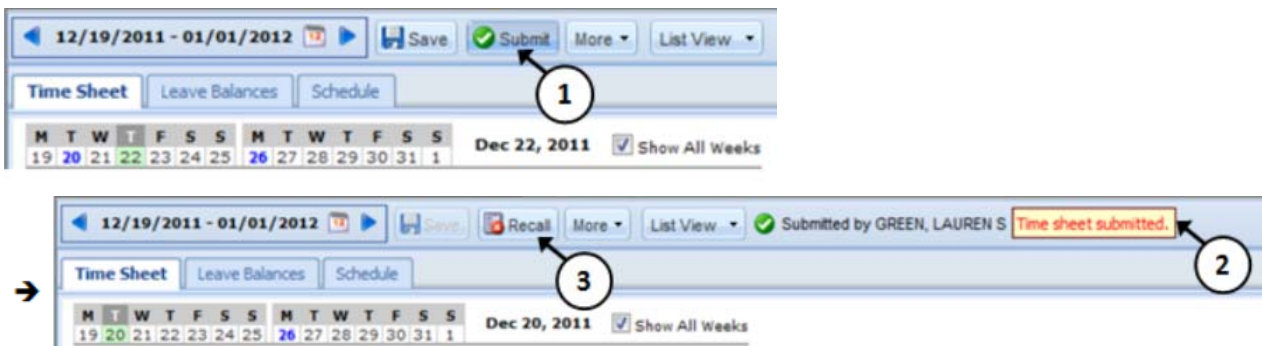 12/19/2011 - 01/01/2012 12 Save Submit More List View
Time Sheet Leave Balances Schedule
1
M T W T F S S M T W T F S S
19 20 21 22 23 24 25 26 27 28 29 30 31 1
Dec 22, 2011 Show All Weeks
12/19/2011 - 01/01/2012 12 Save Recall More List View Submitted by GREEN, LAUREN S Time sheet submitted.
2
Time Sheet Leave Balances Schedule
3
M T W T F S S M T W T F S S
19 20 21 22 23 24 25 26 27 28 29 30 31 1
Dec 20, 2011 Show All Weeks